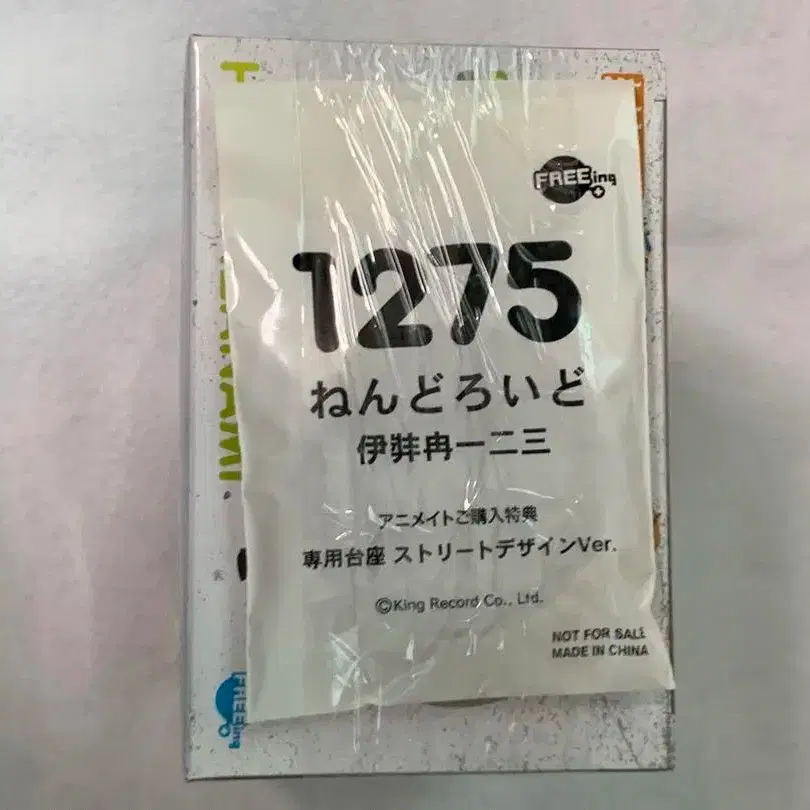 FREEing
1275
ねんどろいど
伊弉冉一二三
アニメイトご購入特典
専用台座 ストリートデザインVer.
©King Record Co., Ltd.
NOT FOR SALE
MADE IN CHINA
FREEing